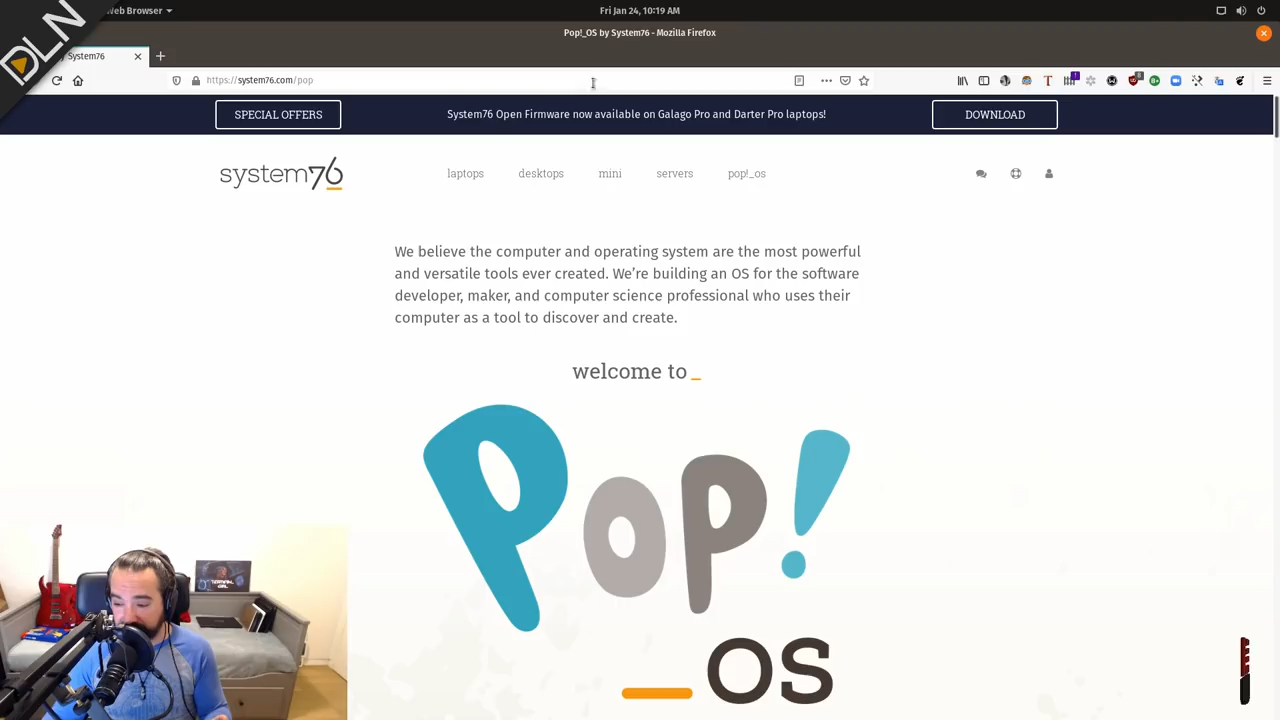 Web Browser
Fri Jan 24, 10:19 AM
DLN
Pop!_OS by System76 - Mozilla Firefox
System76
https://system76.com/pop
SPECIAL OFFERS
System76 Open Firmware now available on Galago Pro and Darter Pro laptops!
DOWNLOAD
system76
laptops
desktops
mini
servers
pop!_os
We believe the computer and operating system are the most powerful
and versatile tools ever created. We're building an OS for the software
developer, maker, and computer science professional who uses their
computer as a tool to discover and create.
welcome to _
Pop!
_OS